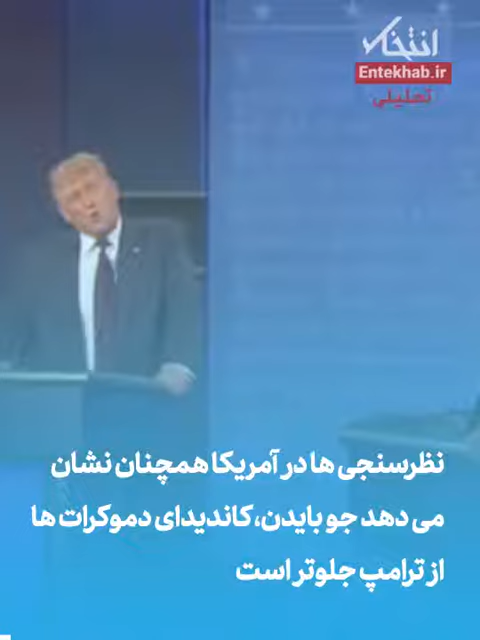 انتخاب
Entekhab.ir
تحلیلی
نظرسنجی ها در آمریکا همچنان نشان
می دهد جو بایدن، کاندیدای دموکرات ها
از ترامپ جلوتر است